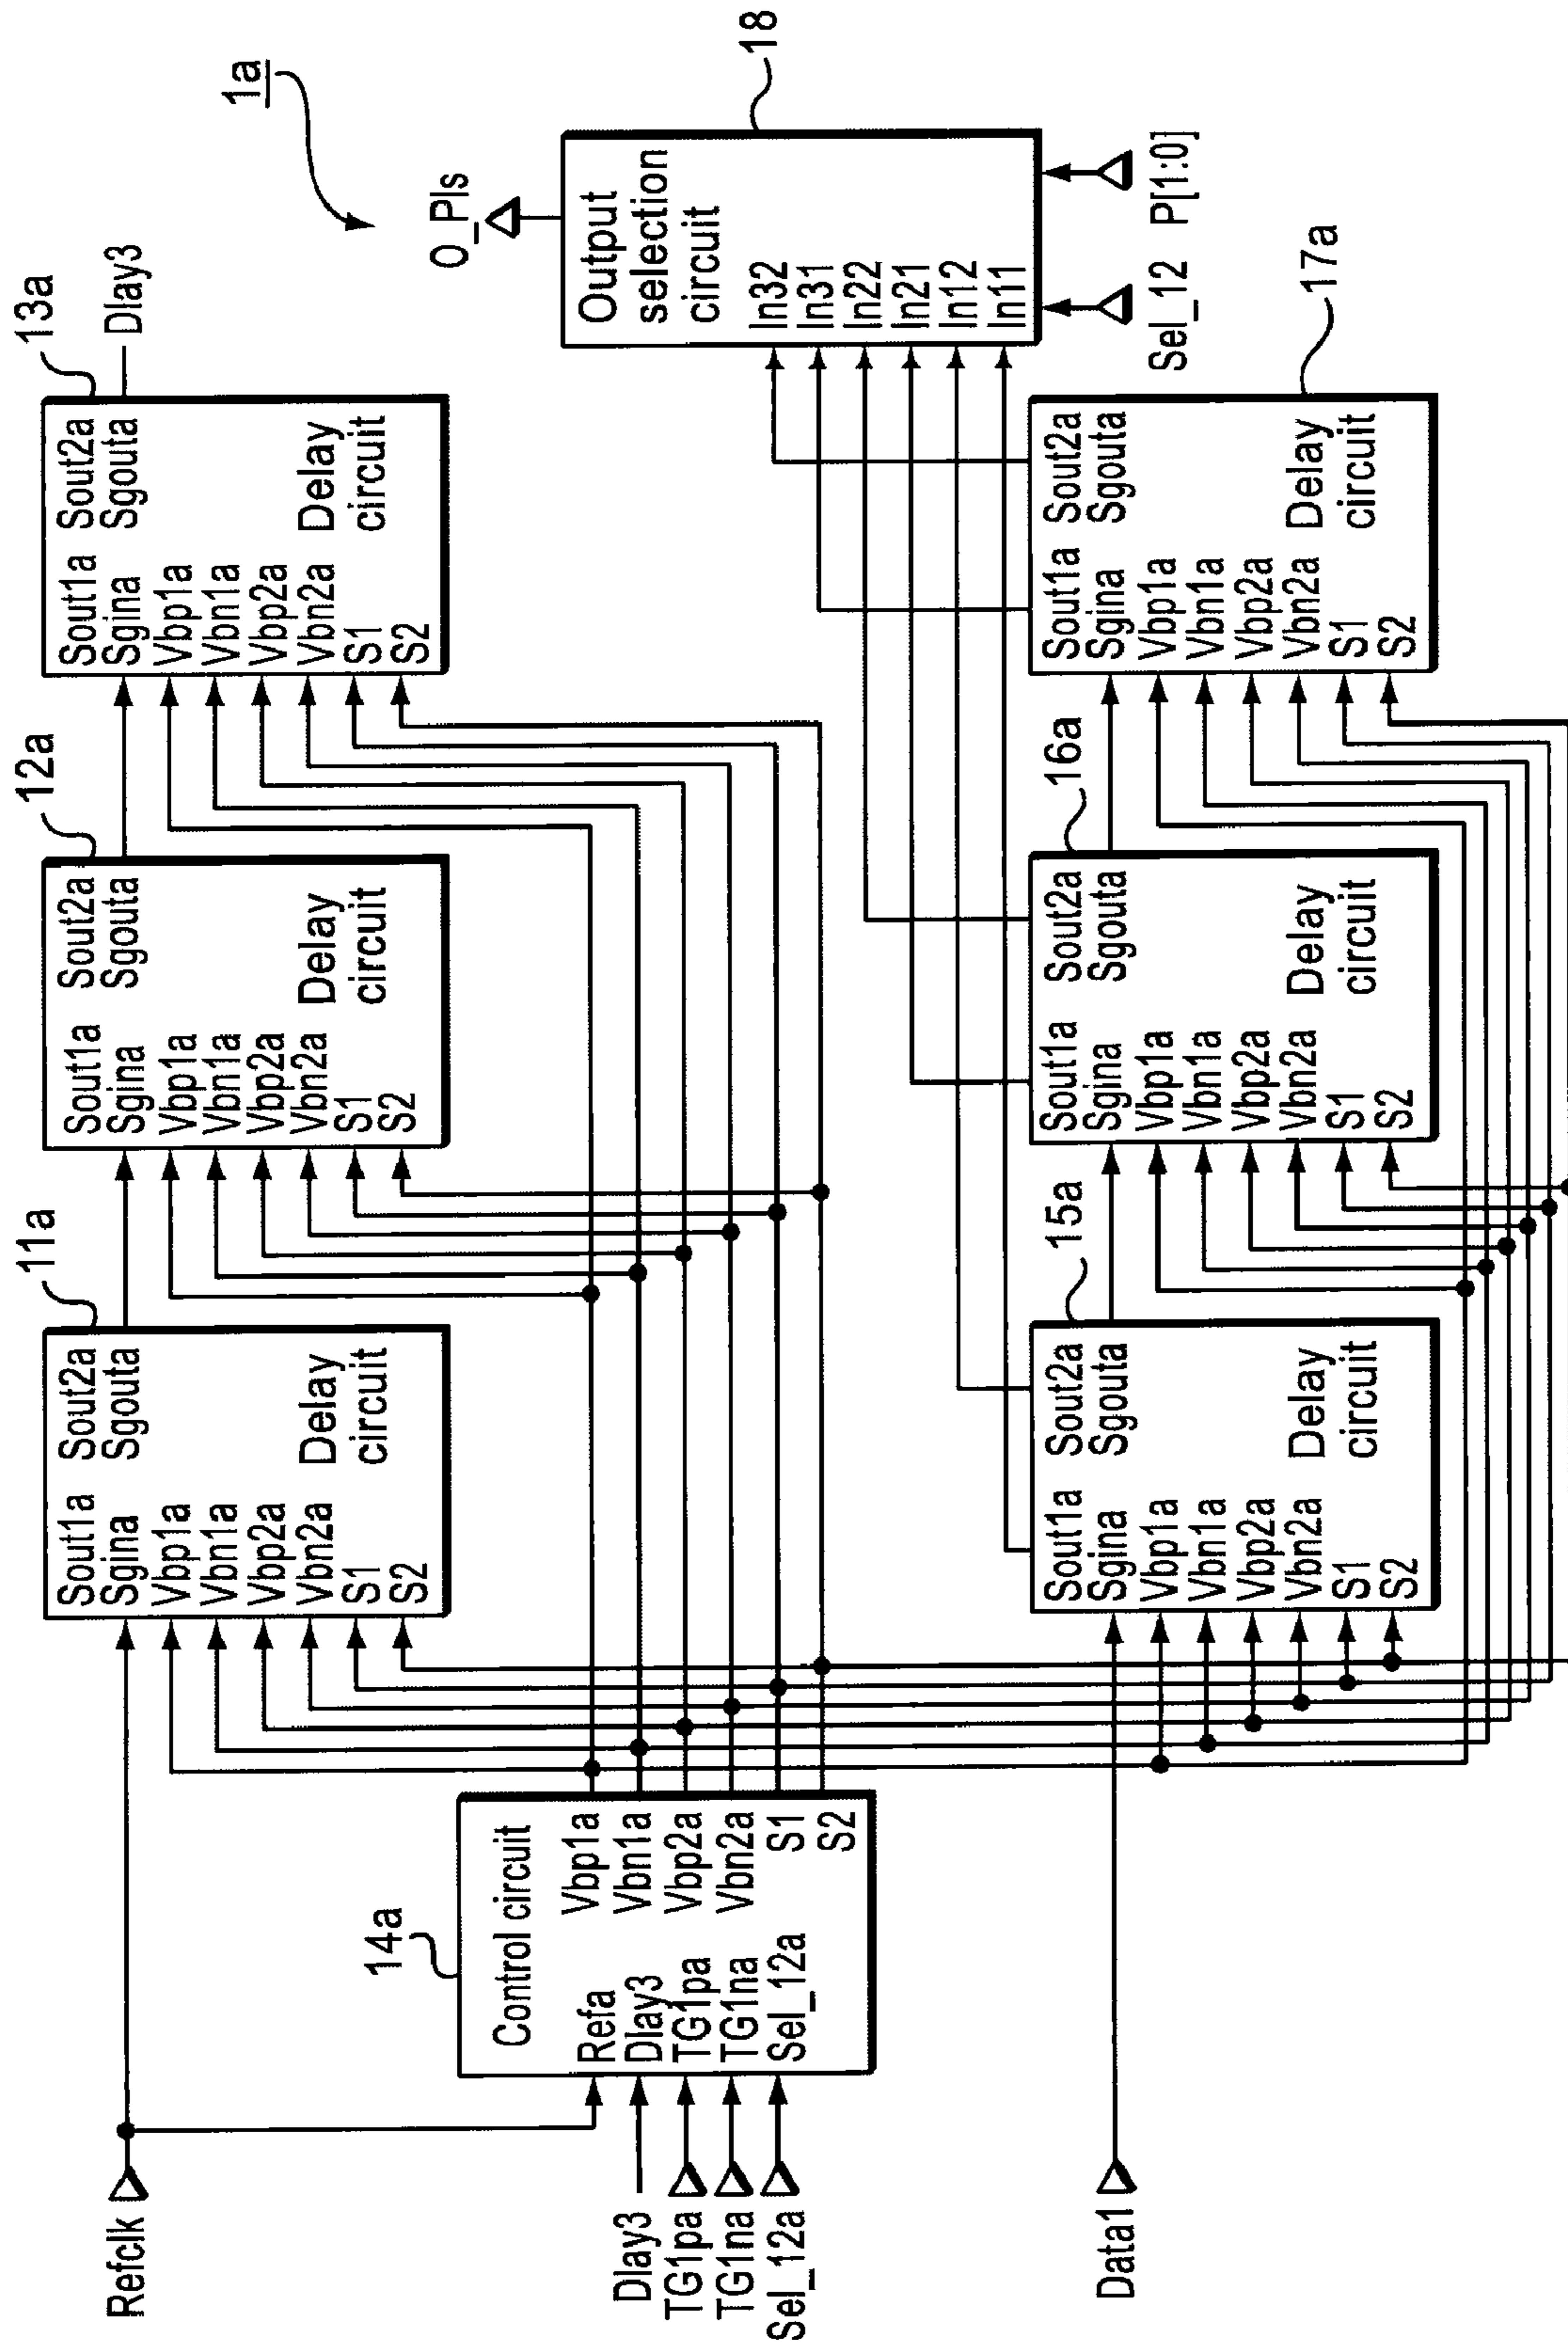 1a
Refclk
11a
Sout1a Sout2a
Sgina Sgouta
Vbp1a
Vbn1a
Vbp2a
Vbn2a
S1
S2
Delay
circuit
12a
Sout1a Sout2a
Sgina Sgouta
Vbp1a
Vbn1a
Vbp2a
Vbn2a
S1
S2
Delay
circuit
13a
Sout1a Sout2a
Sgina Sgouta
Vbp1a
Vbn1a
Vbp2a
Vbn2a
S1
S2
Delay
circuit
Dlay3
14a
Control circuit
Refa
Dlay3
TG1pa
TG1na
Sel_12a
Vbp1a
Vbn1a
Vbp2a
Vbn2a
S1
S2
Dlay3
TG1pa
TG1na
Sel_12a
O_Pls
18
Output
selection
circuit
In32
In31
In22
In21
In12
In11
Sel_12 P[1:0]
Data1
15a
Sout1a Sout2a
Sgina Sgouta
Vbp1a
Vbn1a
Vbp2a
Vbn2a
S1
S2
Delay
circuit
16a
Sout1a Sout2a
Sgina Sgouta
Vbp1a
Vbn1a
Vbp2a
Vbn2a
S1
S2
Delay
circuit
17a
Sout1a Sout2a
Sgina Sgouta
Vbp1a
Vbn1a
Vbp2a
Vbn2a
S1
S2
Delay
circuit